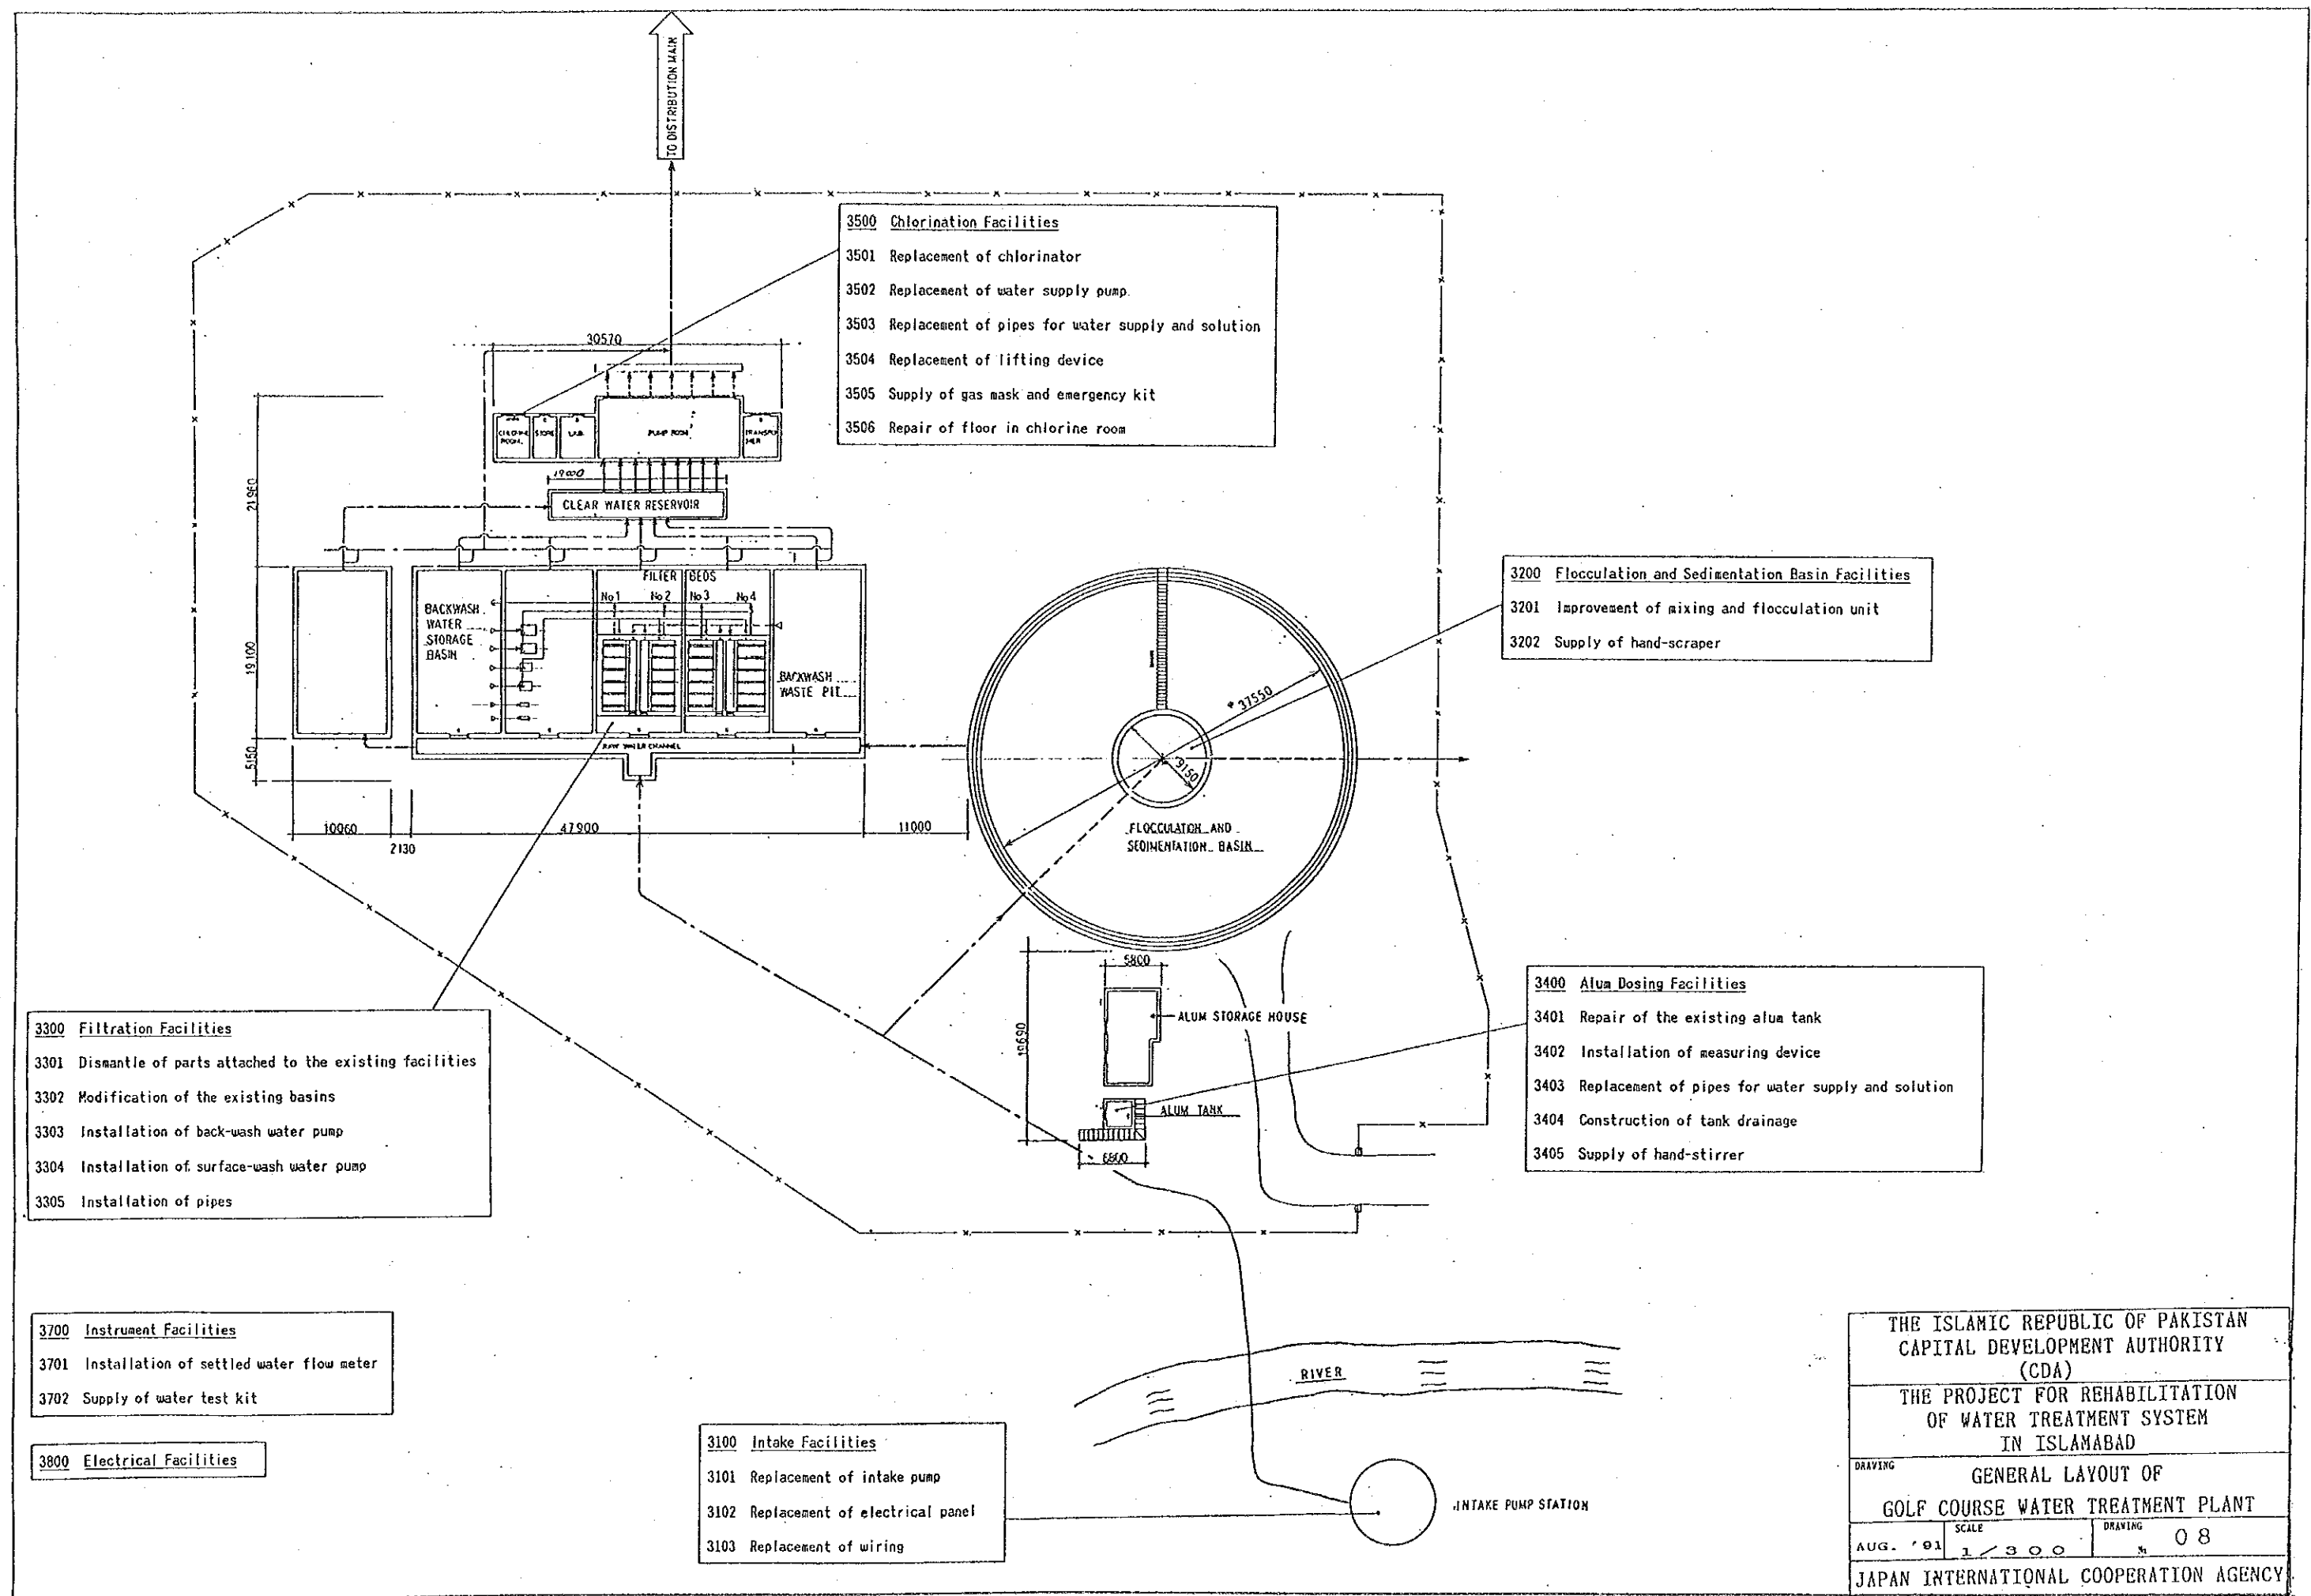 TO DISTRIBUTION MAIN
3500 Chlorination Facilities
3501 Replacement of chlorinator
3502 Replacement of water supply pump.
3503 Replacement of pipes for water supply and solution
3504 Replacement of lifting device
3505 Supply of gas mask and emergency kit
3506 Repair of floor in chlorine room
30570
CHLORINE
ROOM.
STORE
LAB
PUMP ROOM
19000
CLEAR WATER RESERVOIR
21960
19100
5150
FILTER BEDS
No1 No2 No3 No4
BACKWASH
WATER
STORAGE
BASIN
BACKWASH
WASTE PIT
RAW WATER CHANNEL
10060
2130
47900
11000
37550
9150
FLOCCULATION AND
SEDIMENTATION BASIN
3200 Flocculation and Sedimentation Basin Facilities
3201 Improvement of mixing and flocculation unit
3202 Supply of hand-scraper
5800
ALUM STORAGE HOUSE
19690
ALUM TANK
6800
3400 Alum Dosing Facilities
3401 Repair of the existing alum tank
3402 Installation of measuring device
3403 Replacement of pipes for water supply and solution
3404 Construction of tank drainage
3405 Supply of hand-stirrer
3300 Filtration Facilities
3301 Dismantle of parts attached to the existing facilities
3302 Modification of the existing basins
3303 Installation of back-wash water pump
3304 Installation of surface-wash water pump
3305 Installation of pipes
3700 Instrument Facilities
3701 Installation of settled water flow meter
3702 Supply of water test kit
3800 Electrical Facilities
RIVER
3100 Intake Facilities
3101 Replacement of intake pump
3102 Replacement of electrical panel
3103 Replacement of wiring
INTAKE PUMP STATION
THE ISLAMIC REPUBLIC OF PAKISTAN
CAPITAL DEVELOPMENT AUTHORITY
(CDA)
THE PROJECT FOR REHABILITATION
OF WATER TREATMENT SYSTEM
IN ISLAMABAD
DRAWING
GENERAL LAYOUT OF
GOLF COURSE WATER TREATMENT PLANT
AUG. '91
SCALE
1/300
DRAWING
08
JAPAN INTERNATIONAL COOPERATION AGENCY